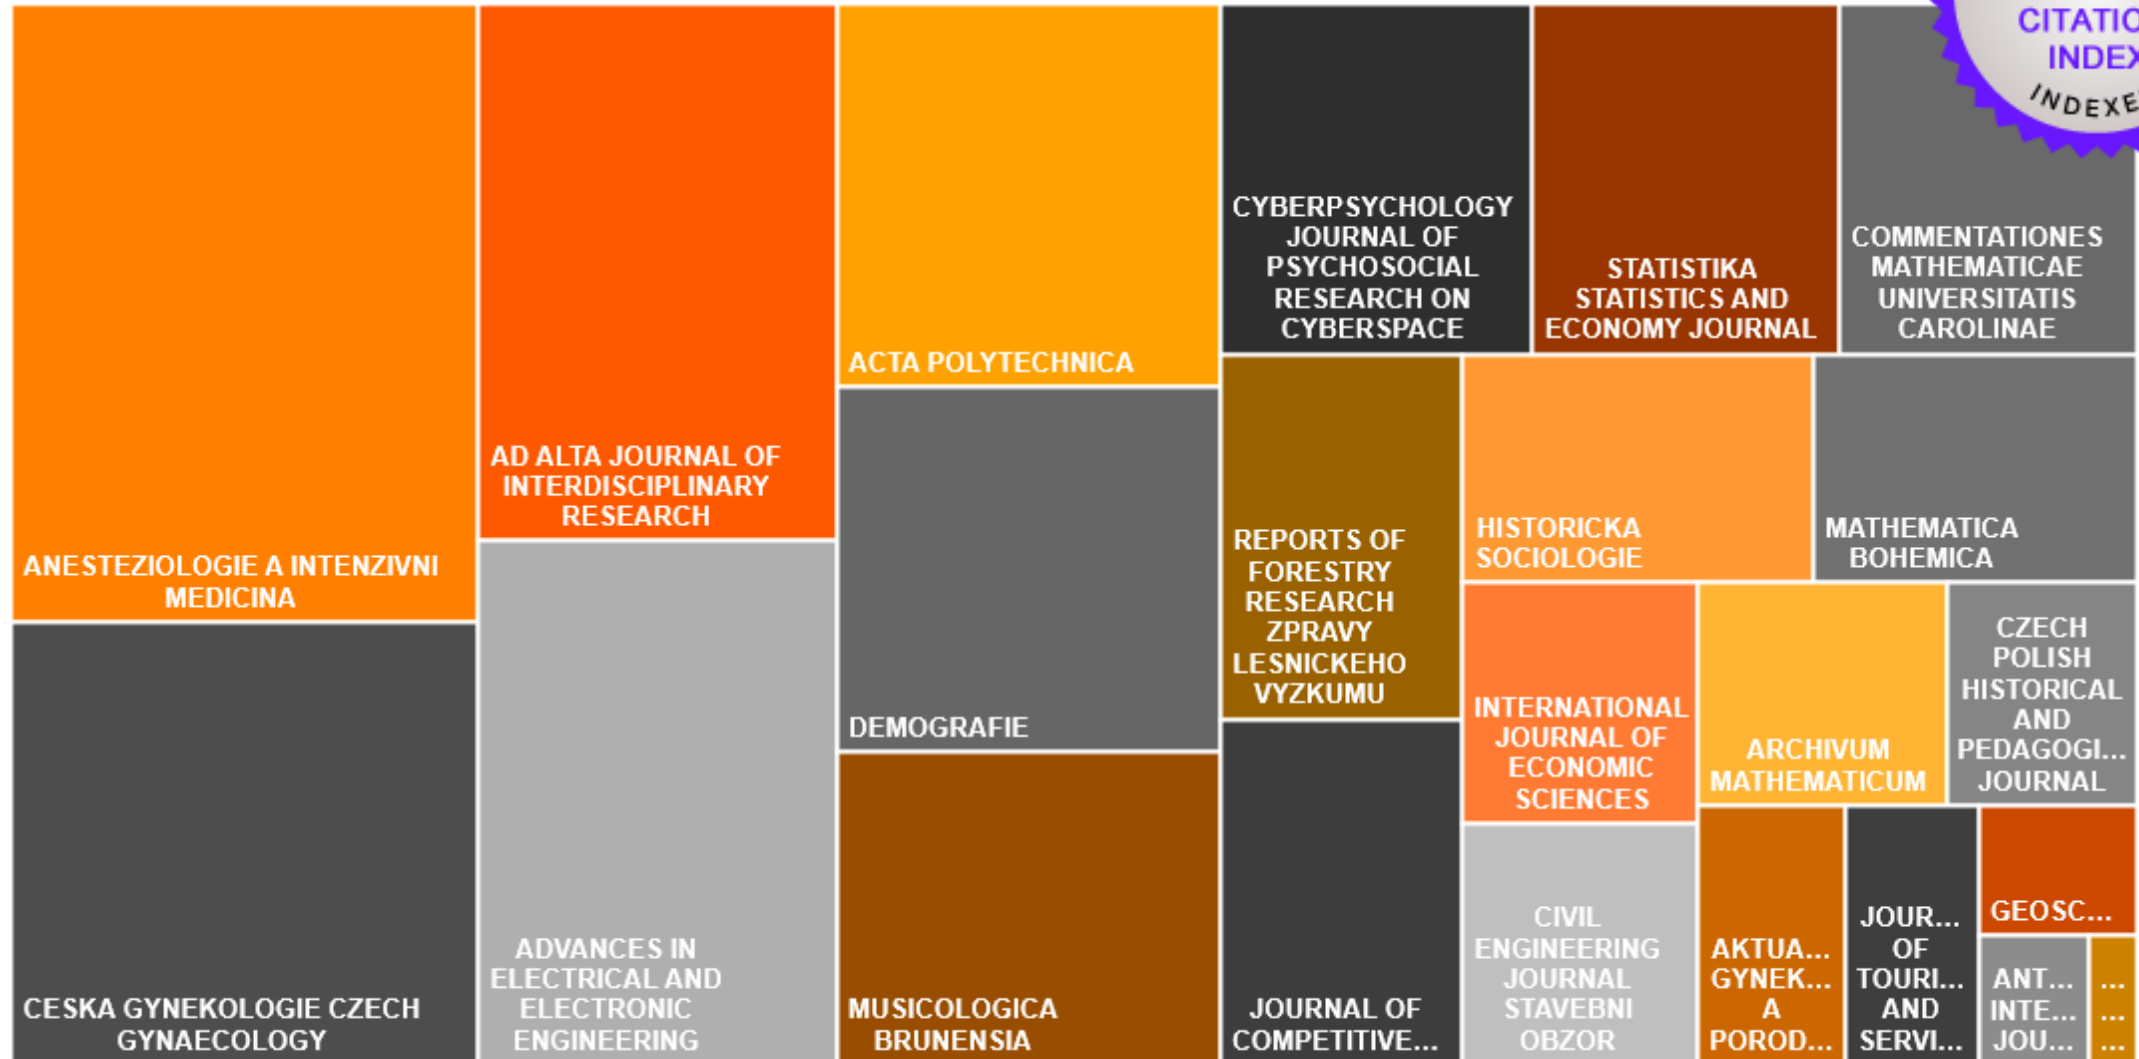 ANESTEZIOLOGIE A INTENZIVNI
MEDICINA
CESKA GYNEKOLOGIE CZECH
GYNAECOLOGY
AD ALTA JOURNAL OF
INTERDISCIPLINARY
RESEARCH
ADVANCES IN
ELECTRICAL AND
ELECTRONIC
ENGINEERING
ACTA POLYTECHNICA
DEMOGRAFIE
MUSICOLOGICA
BRUNENSIA
CYBERPSYCHOLOGY
JOURNAL OF
PSYCHOSOCIAL
RESEARCH ON
CYBERSPACE
STATISTIKA
STATISTICS AND
ECONOMY JOURNAL
COMMENTATIONES
MATHEMATICAE
UNIVERSITATIS
CAROLINAE
REPORTS OF
FORESTRY
RESEARCH
ZPRAVY
LESNICKEHO
VYZKUMU
HISTORICKA
SOCIOLOGIE
MATHEMATICA
BOHEMICA
JOURNAL OF
COMPETITIVE...
INTERNATIONAL
JOURNAL OF
ECONOMIC
SCIENCES
ARCHIVUM
MATHEMATICUM
CZECH
POLISH
HISTORICAL
AND
PEDAGOGI...
JOURNAL
CIVIL
ENGINEERING
JOURNAL
STAVEBNI
OBZOR
AKTUA...
GYNEK...
A
POROD...
JOUR...
OF
TOURI...
AND
SERVI...
GEOSC...
ANT...
INTE...
JOU...
...
...
...
CITATIO
INDEX
INDEXE